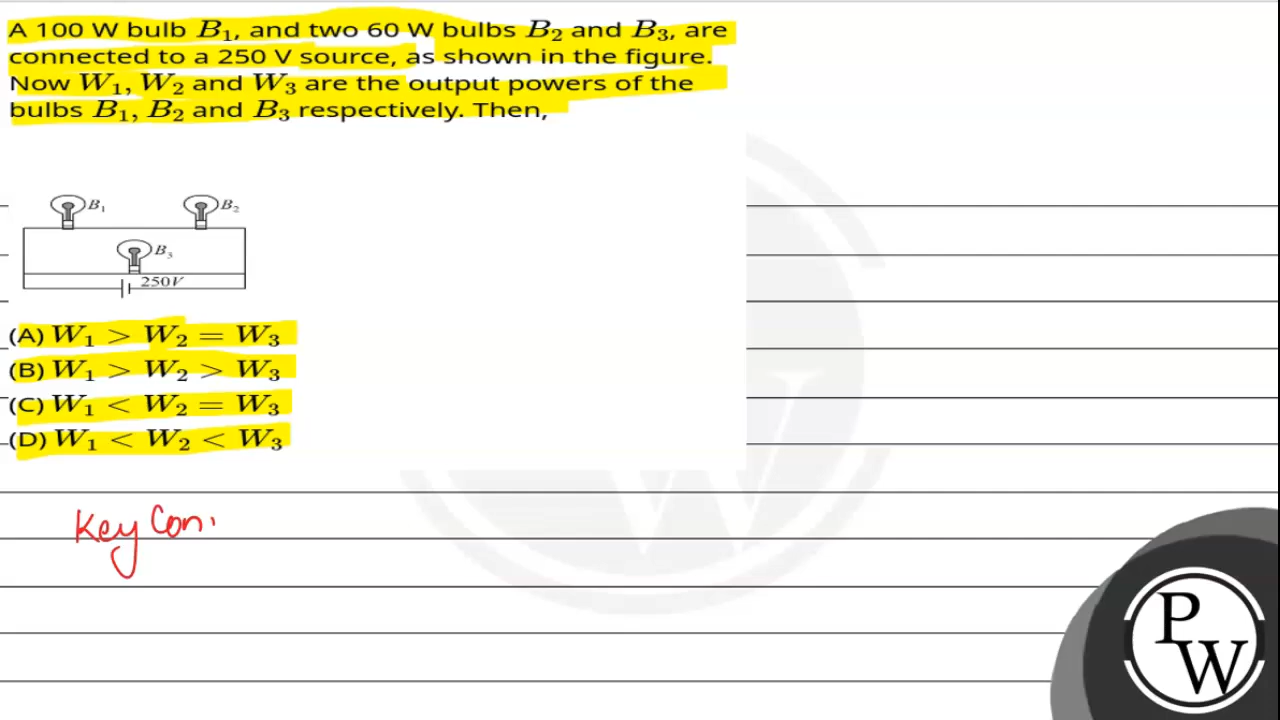 A 100 W bulb B₁, and two 60 W bulbs B₂ and B₃, are
connected to a 250 V source, as shown in the figure.
Now W₁, W₂ and W₃ are the output powers of the
bulbs B₁, B₂ and B₃ respectively. Then,
B₁ B₂
B₃
250V
(A) W₁ > W₂ = W₃
(B) W₁ > W₂ > W₃
(C) W₁ < W₂ = W₃
(D) W₁ < W₂ < W₃
Key Con
P
W